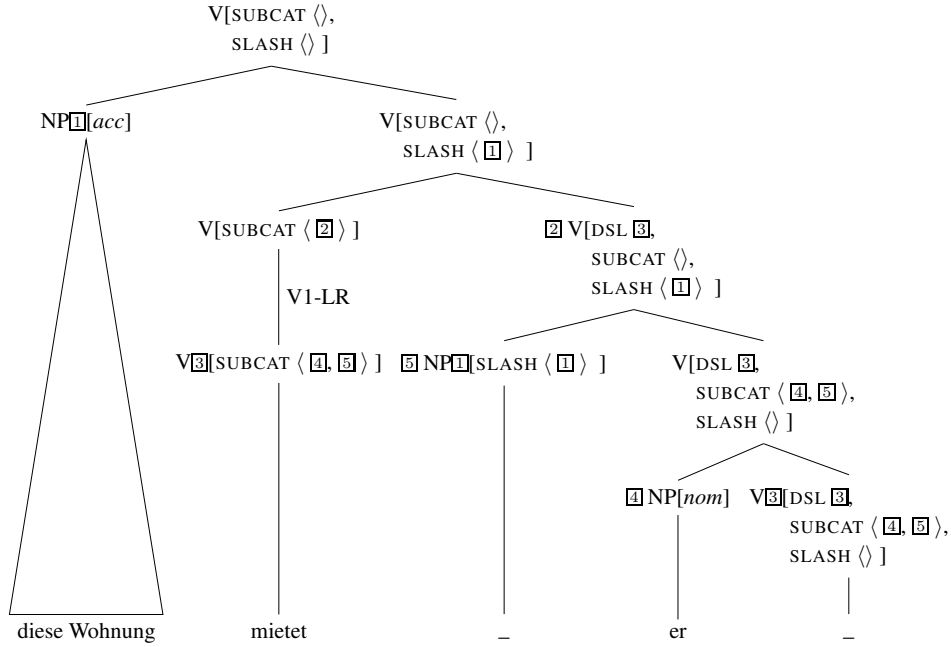 V[SUBCAT ⟨⟩,
SLASH ⟨⟩ ]
NP1[acc]
V[SUBCAT ⟨⟩,
SLASH ⟨ 1 ⟩ ]
V[SUBCAT ⟨ 2 ⟩ ]
2 V[DSL 3,
SUBCAT ⟨⟩,
SLASH ⟨ 1 ⟩ ]
V1-LR
V3[SUBCAT ⟨ 4, 5 ⟩ ]
5 NP1[SLASH ⟨ 1 ⟩ ]
V[DSL 3,
SUBCAT ⟨ 4, 5 ⟩,
SLASH ⟨⟩ ]
4 NP[nom]
V3[DSL 3,
SUBCAT ⟨ 4, 5 ⟩,
SLASH ⟨⟩ ]
diese Wohnung mietet _ er _